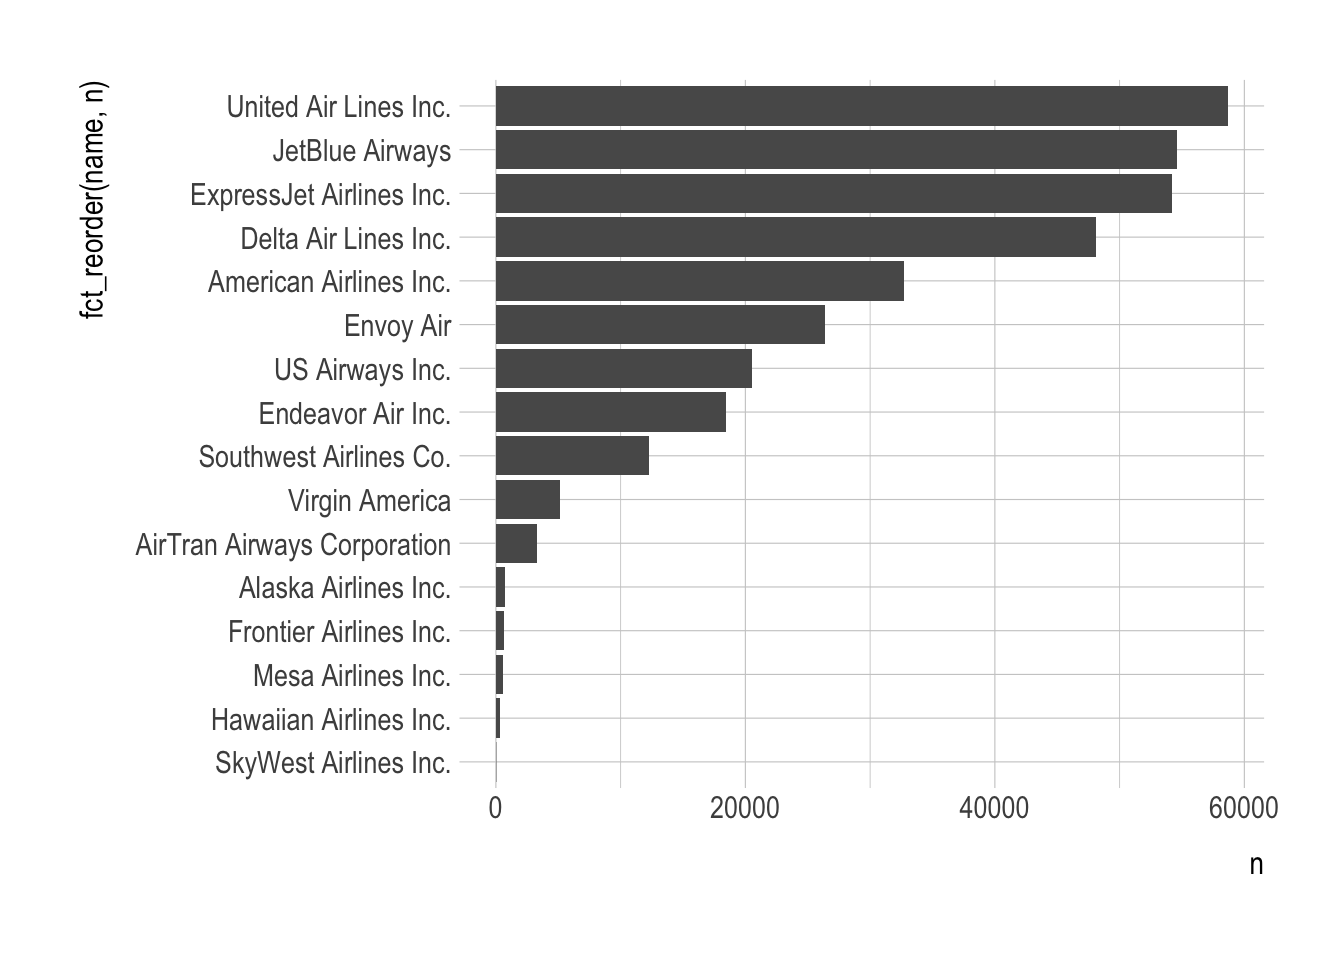 fct_reorder(name, n)
United Air Lines Inc.
JetBlue Airways
ExpressJet Airlines Inc.
Delta Air Lines Inc.
American Airlines Inc.
Envoy Air
US Airways Inc.
Endeavor Air Inc.
Southwest Airlines Co.
Virgin America
AirTran Airways Corporation
Alaska Airlines Inc.
Frontier Airlines Inc.
Mesa Airlines Inc.
Hawaiian Airlines Inc.
SkyWest Airlines Inc.
0 20000 40000 60000
n